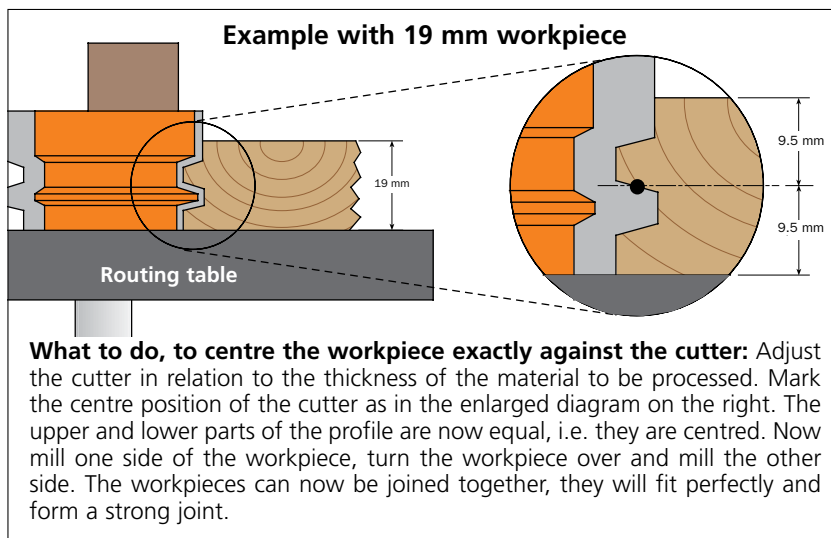 Example with 19 mm workpiece
9.5 mm
19 mm
9.5 mm
Routing table
What to do, to centre the workpiece exactly against the cutter: Adjust
the cutter in relation to the thickness of the material to be processed. Mark
the centre position of the cutter as in the enlarged diagram on the right. The
upper and lower parts of the profile are now equal, i.e. they are centred. Now
mill one side of the workpiece, turn the workpiece over and mill the other
side. The workpieces can now be joined together, they will fit perfectly and
form a strong joint.